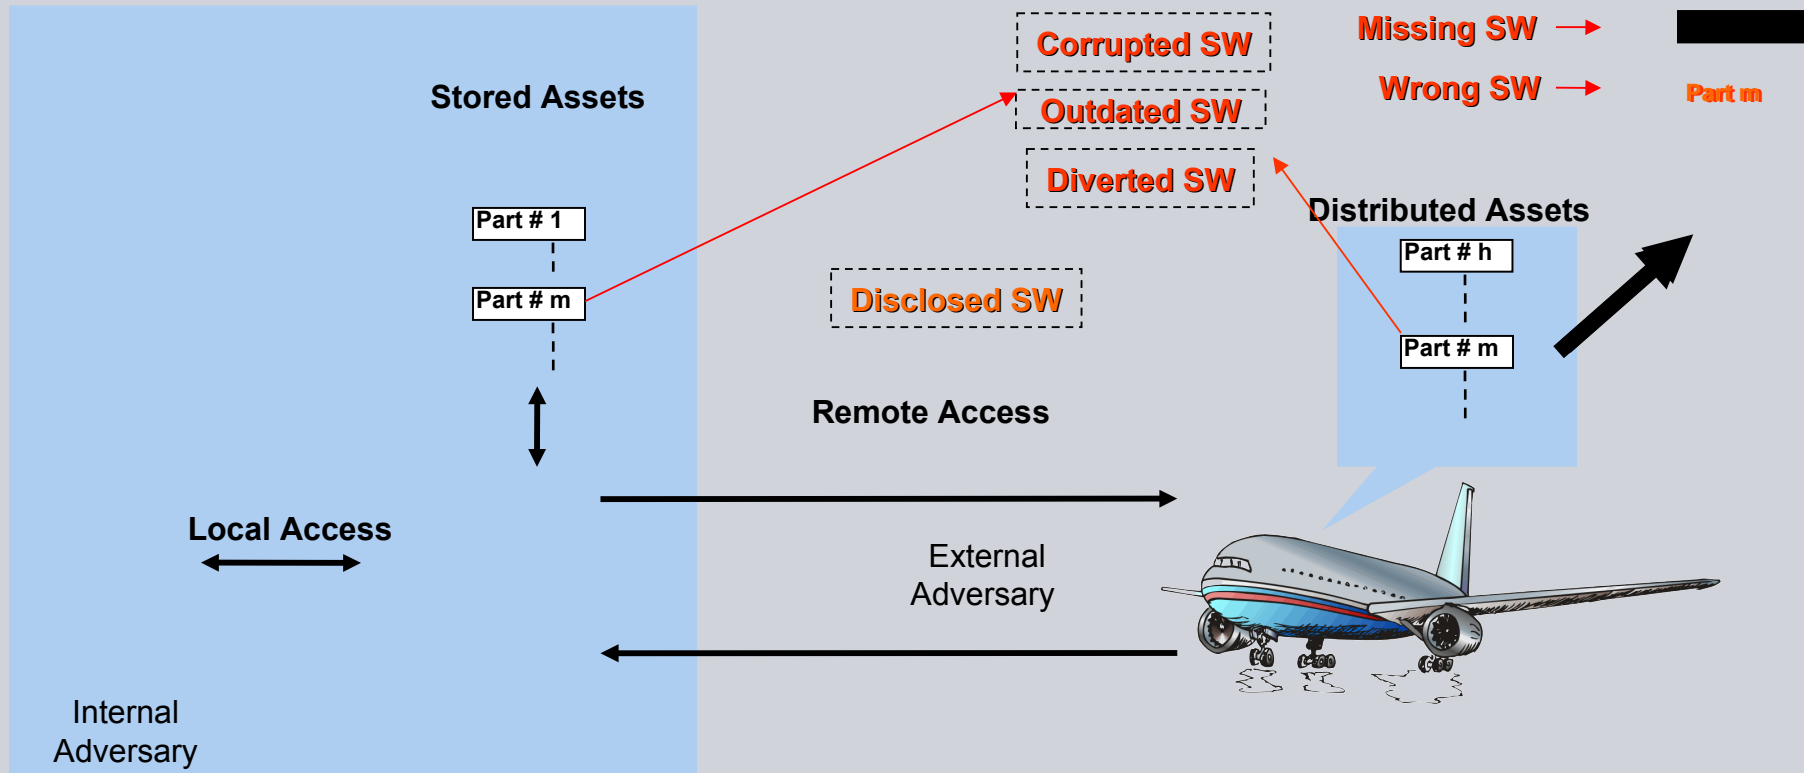 Stored Assets
Part # 1
Part # m
Local Access
Internal
Adversary
Corrupted SW
Outdated SW
Diverted SW
Disclosed SW
Remote Access
External
Adversary
Missing SW
Wrong SW
Part m
Distributed Assets
Part # h
Part # m